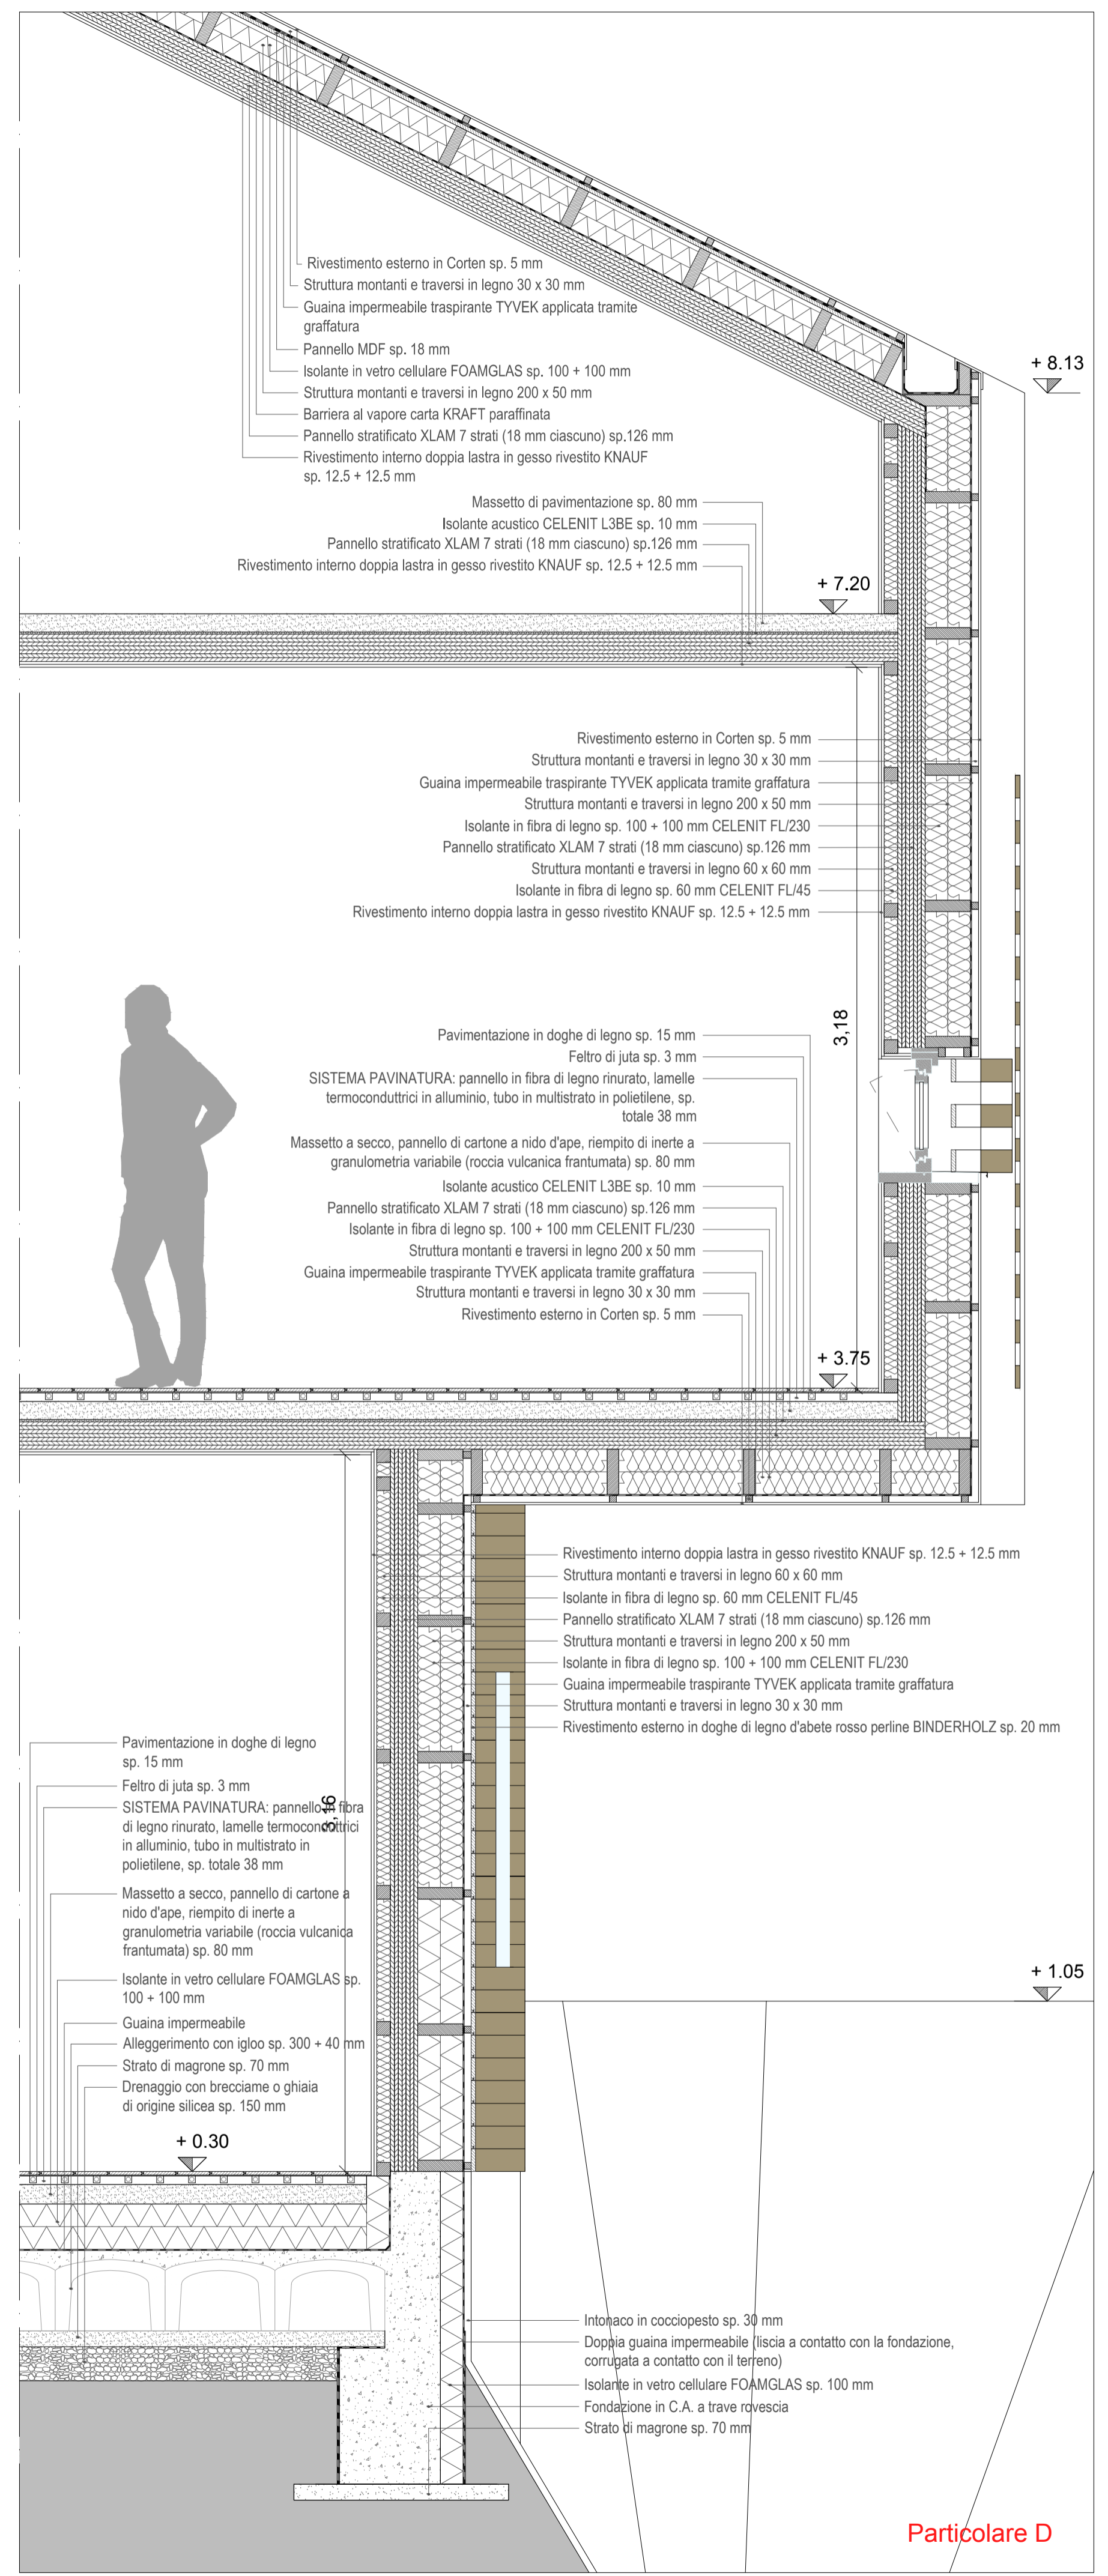 Rivestimento esterno in Corten sp. 5 mm
Struttura montanti e traversi in legno 30 x 30 mm
Guaina impermeabile traspirante TYVEK applicata tramite
graffatura
Pannello MDF sp. 18 mm
Isolante in vetro cellulare FOAMGLAS sp. 100 + 100 mm
Struttura montanti e traversi in legno 200 x 50 mm
Barriera al vapore carta KRAFT paraffinata
Pannello stratificato XLAM 7 strati (18 mm ciascuno) sp.126 mm
Rivestimento interno doppia lastra in gesso rivestito KNAUF
sp. 12.5 + 12.5 mm
+ 8.13
Massetto di pavimentazione sp. 80 mm
Isolante acustico CELENIT L3BE sp. 10 mm
Pannello stratificato XLAM 7 strati (18 mm ciascuno) sp.126 mm
Rivestimento interno doppia lastra in gesso rivestito KNAUF sp. 12.5 + 12.5 mm
+ 7.20
Rivestimento esterno in Corten sp. 5 mm
Struttura montanti e traversi in legno 30 x 30 mm
Guaina impermeabile traspirante TYVEK applicata tramite graffatura
Struttura montanti e traversi in legno 200 x 50 mm
Isolante in fibra di legno sp. 100 + 100 mm CELENIT FL/230
Pannello stratificato XLAM 7 strati (18 mm ciascuno) sp.126 mm
Struttura montanti e traversi in legno 60 x 60 mm
Isolante in fibra di legno sp. 60 mm CELENIT FL/45
Rivestimento interno doppia lastra in gesso rivestito KNAUF sp. 12.5 + 12.5 mm
3,18
Pavimentazione in doghe di legno sp. 15 mm
Feltro di juta sp. 3 mm
SISTEMA PAVINATURA: pannello in fibra di legno rinurato, lamelle
termoconduttrici in alluminio, tubo in multistrato in polietilene, sp.
totale 38 mm
Massetto a secco, pannello di cartone a nido d'ape, riempito di inerte a
granulometria variabile (roccia vulcanica frantumata) sp. 80 mm
Isolante acustico CELENIT L3BE sp. 10 mm
Pannello stratificato XLAM 7 strati (18 mm ciascuno) sp.126 mm
Isolante in fibra di legno sp. 100 + 100 mm CELENIT FL/230
Struttura montanti e traversi in legno 200 x 50 mm
Guaina impermeabile traspirante TYVEK applicata tramite graffatura
Struttura montanti e traversi in legno 30 x 30 mm
Rivestimento esterno in Corten sp. 5 mm
+ 3.75
Rivestimento interno doppia lastra in gesso rivestito KNAUF sp. 12.5 + 12.5 mm
Struttura montanti e traversi in legno 60 x 60 mm
Isolante in fibra di legno sp. 60 mm CELENIT FL/45
Pannello stratificato XLAM 7 strati (18 mm ciascuno) sp.126 mm
Struttura montanti e traversi in legno 200 x 50 mm
Isolante in fibra di legno sp. 100 + 100 mm CELENIT FL/230
Guaina impermeabile traspirante TYVEK applicata tramite graffatura
Struttura montanti e traversi in legno 30 x 30 mm
Rivestimento esterno in doghe di legno d'abete rosso perline BINDERHOLZ sp. 20 mm
Pavimentazione in doghe di legno
sp. 15 mm
Feltro di juta sp. 3 mm
SISTEMA PAVINATURA: pannello in fibra
di legno rinurato, lamelle termoconduttrici
in alluminio, tubo in multistrato in
polietilene, sp. totale 38 mm
3,16
Massetto a secco, pannello di cartone a
nido d'ape, riempito di inerte a
granulometria variabile (roccia vulcanica
frantumata) sp. 80 mm
Isolante in vetro cellulare FOAMGLAS sp.
100 + 100 mm
Guaina impermeabile
Alleggerimento con igloo sp. 300 + 40 mm
Strato di magrone sp. 70 mm
Drenaggio con brecciame o ghiaia
di origine silicea sp. 150 mm
+ 1.05
+ 0.30
Intonaco in cocciopesto sp. 30 mm
Doppia guaina impermeabile (liscia a contatto con la fondazione,
corrugata a contatto con il terreno)
Isolante in vetro cellulare FOAMGLAS sp. 100 mm
Fondazione in C.A. a trave rovescia
Strato di magrone sp. 70 mm
Particolare D